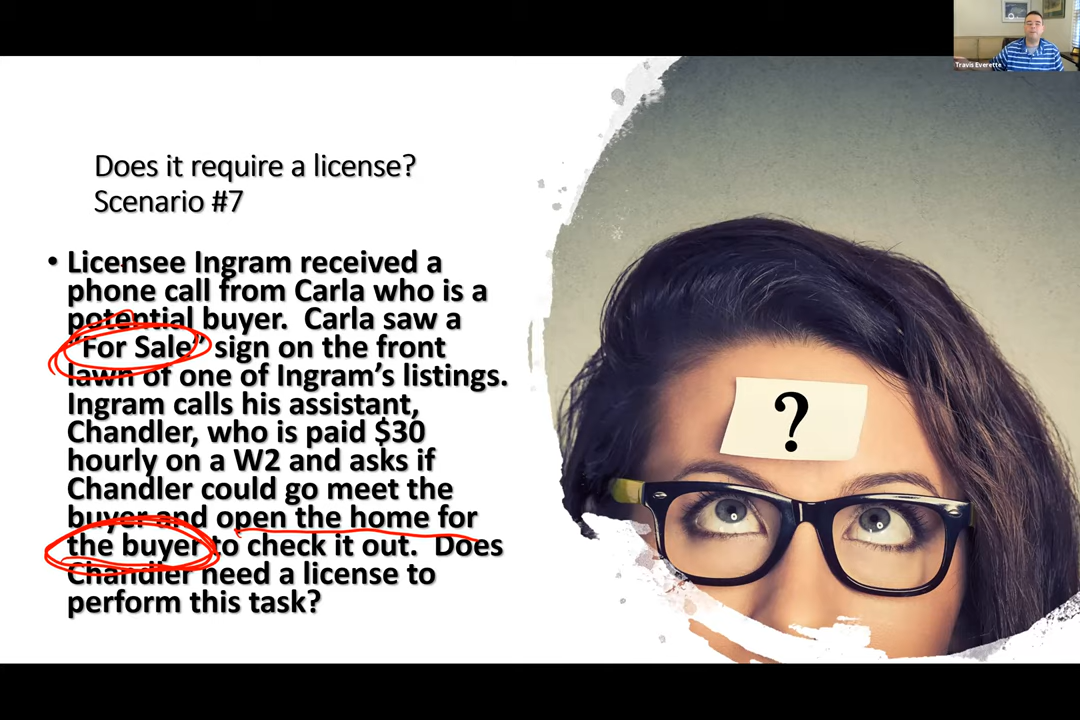 Travis Everette
Does it require a license?
Scenario #7
• Licensee Ingram received a
phone call from Carla who is a
potential buyer. Carla saw a
"For Sale" sign on the front
lawn of one of Ingram's listings.
Ingram calls his assistant,
Chandler, who is paid $30
hourly on a W2 and asks if
Chandler could go meet the
buyer and open the home for
the buyer to check it out. Does
Chandler need a license to
perform this task?
?